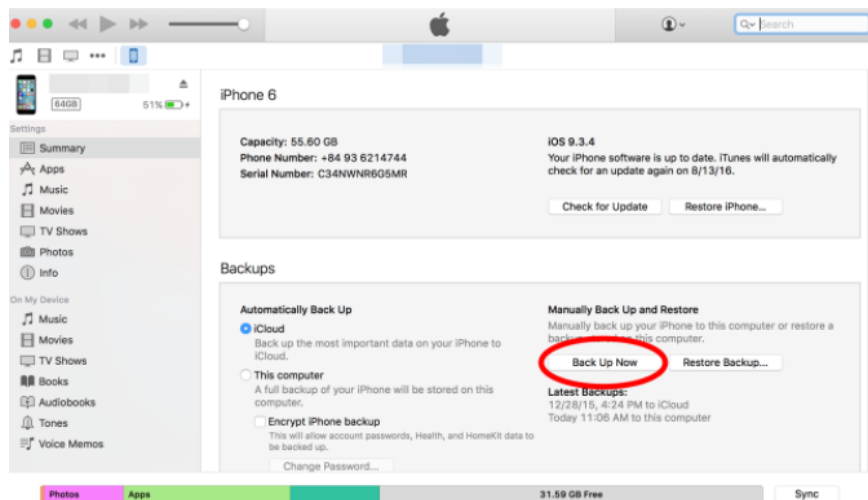 Search
64GB
51%
Settings
Summary
Apps
Music
Movies
TV Shows
Photos
Info
On My Device
Music
Movies
TV Shows
Books
Audiobooks
Tones
Voice Memos
iPhone 6
Capacity: 55.60 GB
Phone Number: +84 93 6214744
Serial Number: C34NWNR6G5MR
iOS 9.3.4
Your iPhone software is up to date. iTunes will automatically
check for an update again on 8/13/16.
Check for Update
Restore iPhone...
Backups
Automatically Back Up
iCloud
Back up the most important data on your iPhone to
iCloud.
This computer
A full backup of your iPhone will be stored on this
computer.
Encrypt iPhone backup
This will allow account passwords, Health, and HomeKit data to
be backed up.
Change Password...
Manually Back Up and Restore
Manually back up your iPhone to this computer or restore a
this computer.
Back Up Now
Restore Backup...
Latest Backups:
12/28/15, 4:24 PM to iCloud
Today 11:06 AM to this computer
Photos
Apps
31.59 GB Free
Sync